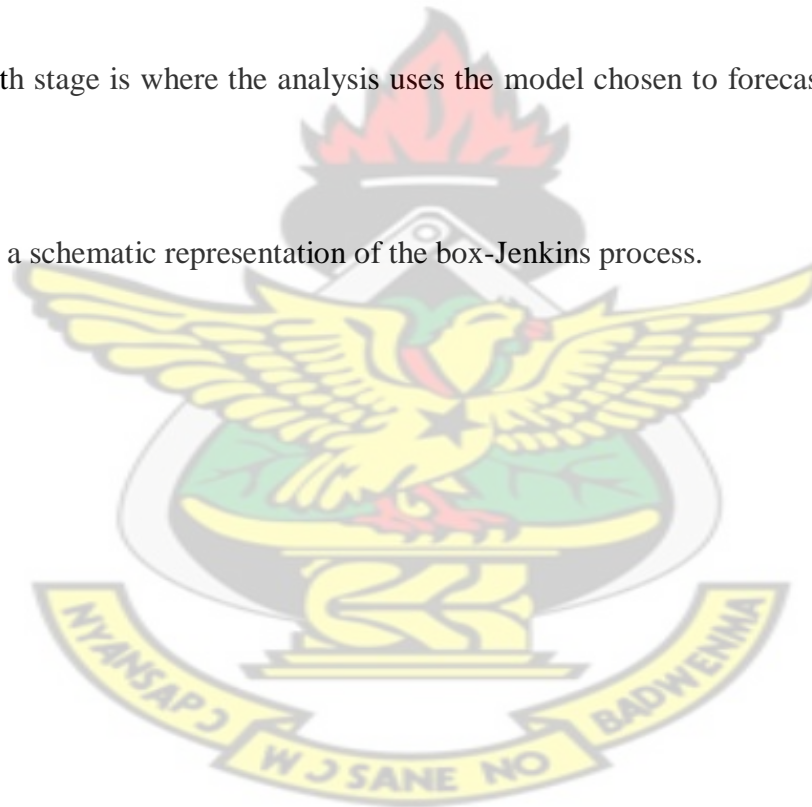 th stage is where the analysis uses the model chosen to forecas
a schematic representation of the box-Jenkins process.
NYANSAPƆ WƆSANE NO BADWENMA